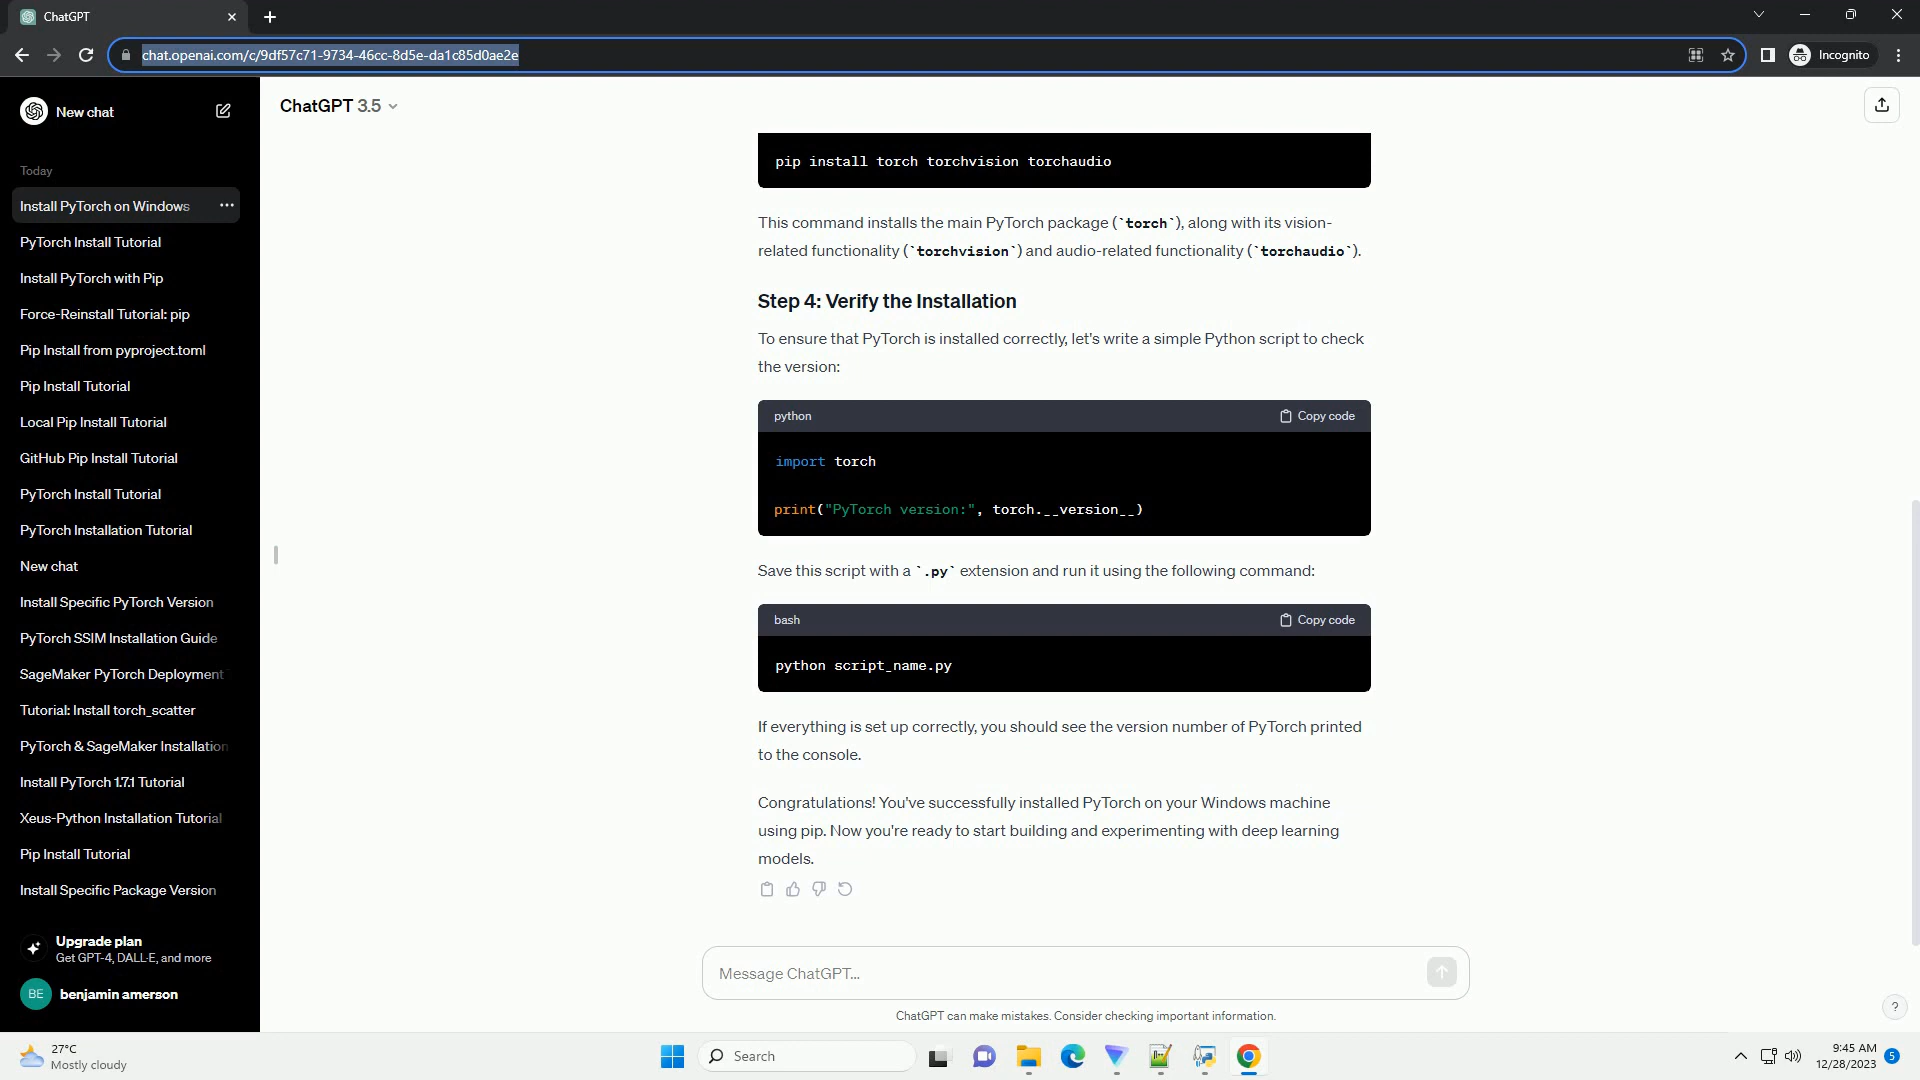 ChatGPT
chat.openai.com/c/9df57c71-9734-46cc-8d5e-da1c85d0ae2e
Incognito
New chat
Today
Install PyTorch on Windows
PyTorch Install Tutorial
Install PyTorch with Pip
Force-Reinstall Tutorial: pip
Pip Install from pyproject.toml
Pip Install Tutorial
Local Pip Install Tutorial
GitHub Pip Install Tutorial
PyTorch Install Tutorial
PyTorch Installation Tutorial
New chat
Install Specific PyTorch Version
PyTorch SSIM Installation Guide
SageMaker PyTorch Deployment
Tutorial: Install torch_scatter
PyTorch & SageMaker Installation
Install PyTorch 1.7.1 Tutorial
Xeus-Python Installation Tutorial
Pip Install Tutorial
Install Specific Package Version
Upgrade plan
Get GPT-4, DALL·E, and more
BE
benjamin amerson
ChatGPT 3.5
pip install torch torchvision torchaudio
This command installs the main PyTorch package (`torch`), along with its vision-
related functionality (`torchvision`) and audio-related functionality (`torchaudio`).
Step 4: Verify the Installation
To ensure that PyTorch is installed correctly, let's write a simple Python script to check
the version:
python
Copy code
import torch
print("PyTorch version:", torch.__version__)
Save this script with a `.py` extension and run it using the following command:
bash
Copy code
python script_name.py
If everything is set up correctly, you should see the version number of PyTorch printed
to the console.
Congratulations! You've successfully installed PyTorch on your Windows machine
using pip. Now you're ready to start building and experimenting with deep learning
models.
Message ChatGPT...
ChatGPT can make mistakes. Consider checking important information.
?
27°C
Mostly cloudy
Search
9:45 AM
12/28/2023
5